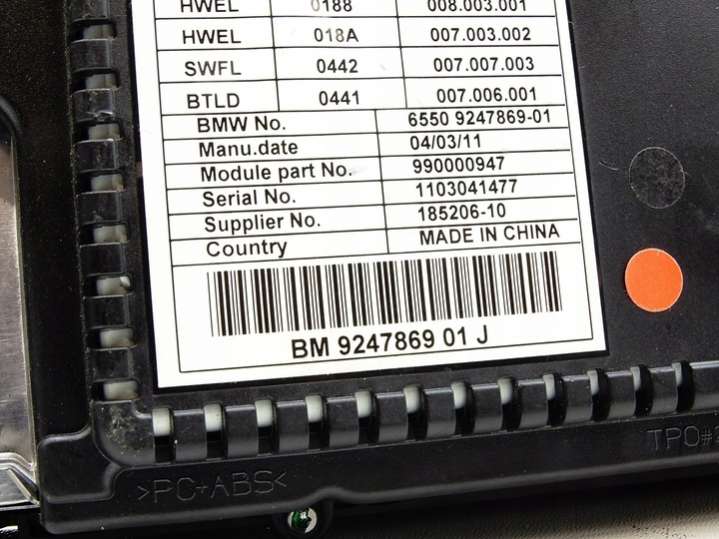 HWEL 0188 008.003.001
HWEL 018A 007.003.002
SWFL 0442 007.007.003
BTLD 0441 007.006.001
BMW No. 6550 9247869-01
Manu.date 04/03/11
Module part No. 990000947
Serial No. 1103041477
Supplier No. 185206-10
Country MADE IN CHINA
BM 9247869 01 J
TPO#
>PC+ABS<